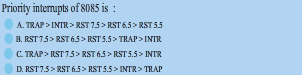 Priority interrupts of 8085 is :
A. TRAP > INTR > RST 7.5 > RST 6.5 > RST 5.5
B. RST 7.5 > RST 6.5 > RST 5.5 > TRAP > INTR
C. TRAP > RST 7.5 > RST 6.5 > RST 5.5 > INTR
D. RST 7.5 > RST 6.5 > RST 5.5 > INTR > TRAP